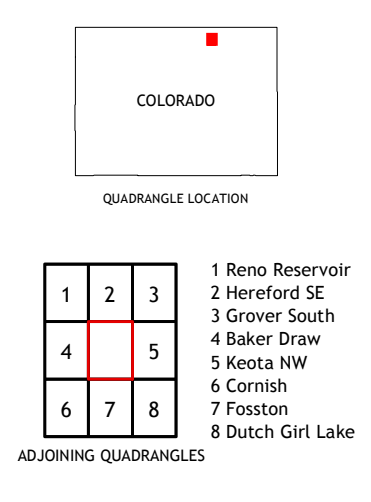 COLORADO
QUADRANGLE LOCATION
1 2 3
4 5
6 7 8
ADJOINING QUADRANGLES
1 Reno Reservoir
2 Hereford SE
3 Grover South
4 Baker Draw
5 Keota NW
6 Cornish
7 Fosston
8 Dutch Girl Lake